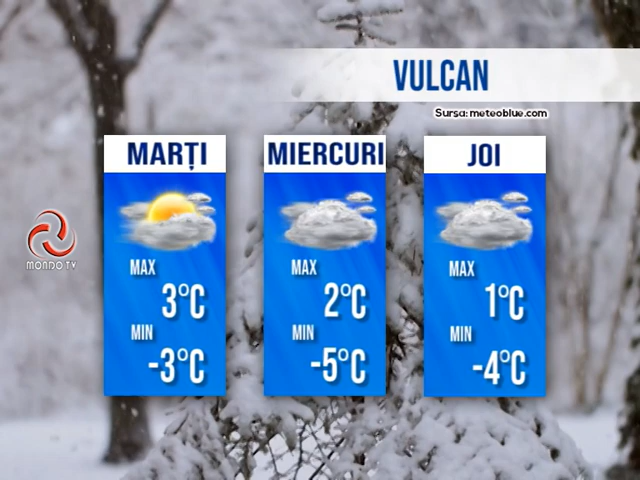 VULCAN
Sursa: meteoblue.com
MARȚI
MIERCURI
JOI
MAX
3°C
MIN
-3°C
MAX
2°C
MIN
-5°C
MAX
1°C
MIN
-4°C
MONDO TV